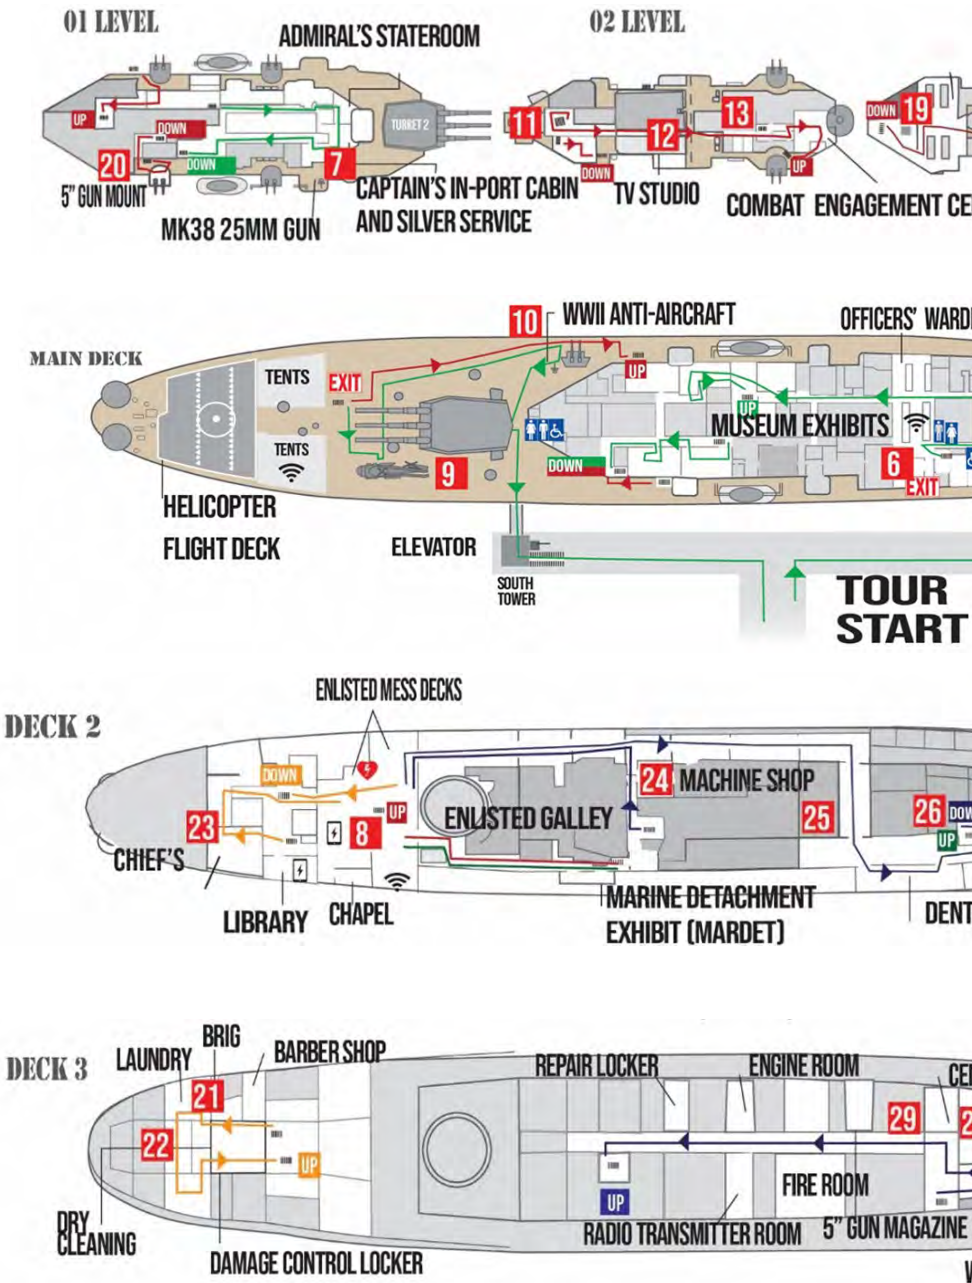 01 LEVEL
02 LEVEL
ADMIRAL'S STATEROOM
UP
DOWN
TURRET 2
20
DOWN
7
5" GUN MOUNT
MK38 25MM GUN
CAPTAIN'S IN-PORT CABIN
AND SILVER SERVICE
11
12
13
DOWN
UP
TV STUDIO
DOWN
19
COMBAT ENGAGEMENT CE
MAIN DECK
10
WWII ANTI-AIRCRAFT
OFFICERS' WARD
TENTS
EXIT
UP
UP
MUSEUM EXHIBITS
TENTS
9
DOWN
6
EXIT
HELICOPTER
FLIGHT DECK
ELEVATOR
SOUTH
TOWER
TOUR
START
DECK 2
ENLISTED MESS DECKS
DOWN
24
MACHINE SHOP
23
8
UP
ENLISTED GALLEY
25
26
DOW
UP
CHIEF'S
LIBRARY
CHAPEL
MARINE DETACHMENT
EXHIBIT (MARDET)
DENT
DECK 3
LAUNDRY
BRIG
BARBER SHOP
REPAIR LOCKER
ENGINE ROOM
CE
21
22
UP
29
2
UP
FIRE ROOM
DRY
CLEANING
DAMAGE CONTROL LOCKER
RADIO TRANSMITTER ROOM
5" GUN MAGAZINE